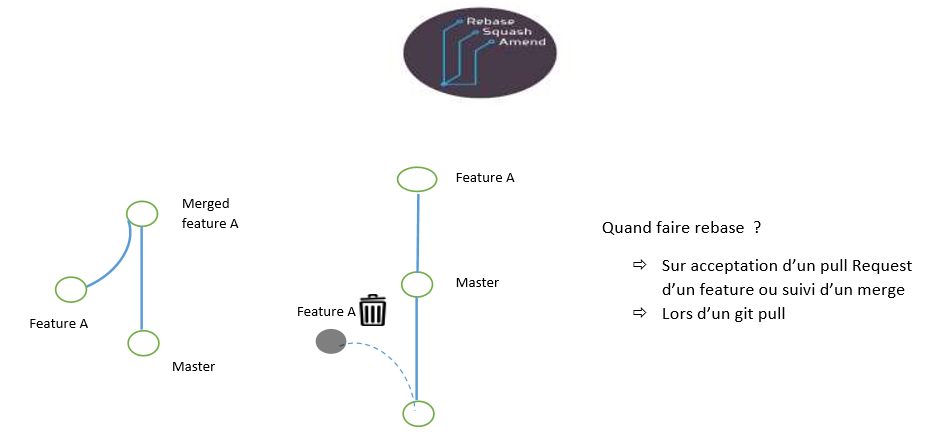 Rebase
Squash
Amend
Merged
feature A
Feature A
Master
Feature A
Master
Feature A
Quand faire rebase ?
⇨ Sur acceptation d’un pull Request
d’un feature ou suivi d’un merge
⇨ Lors d’un git pull